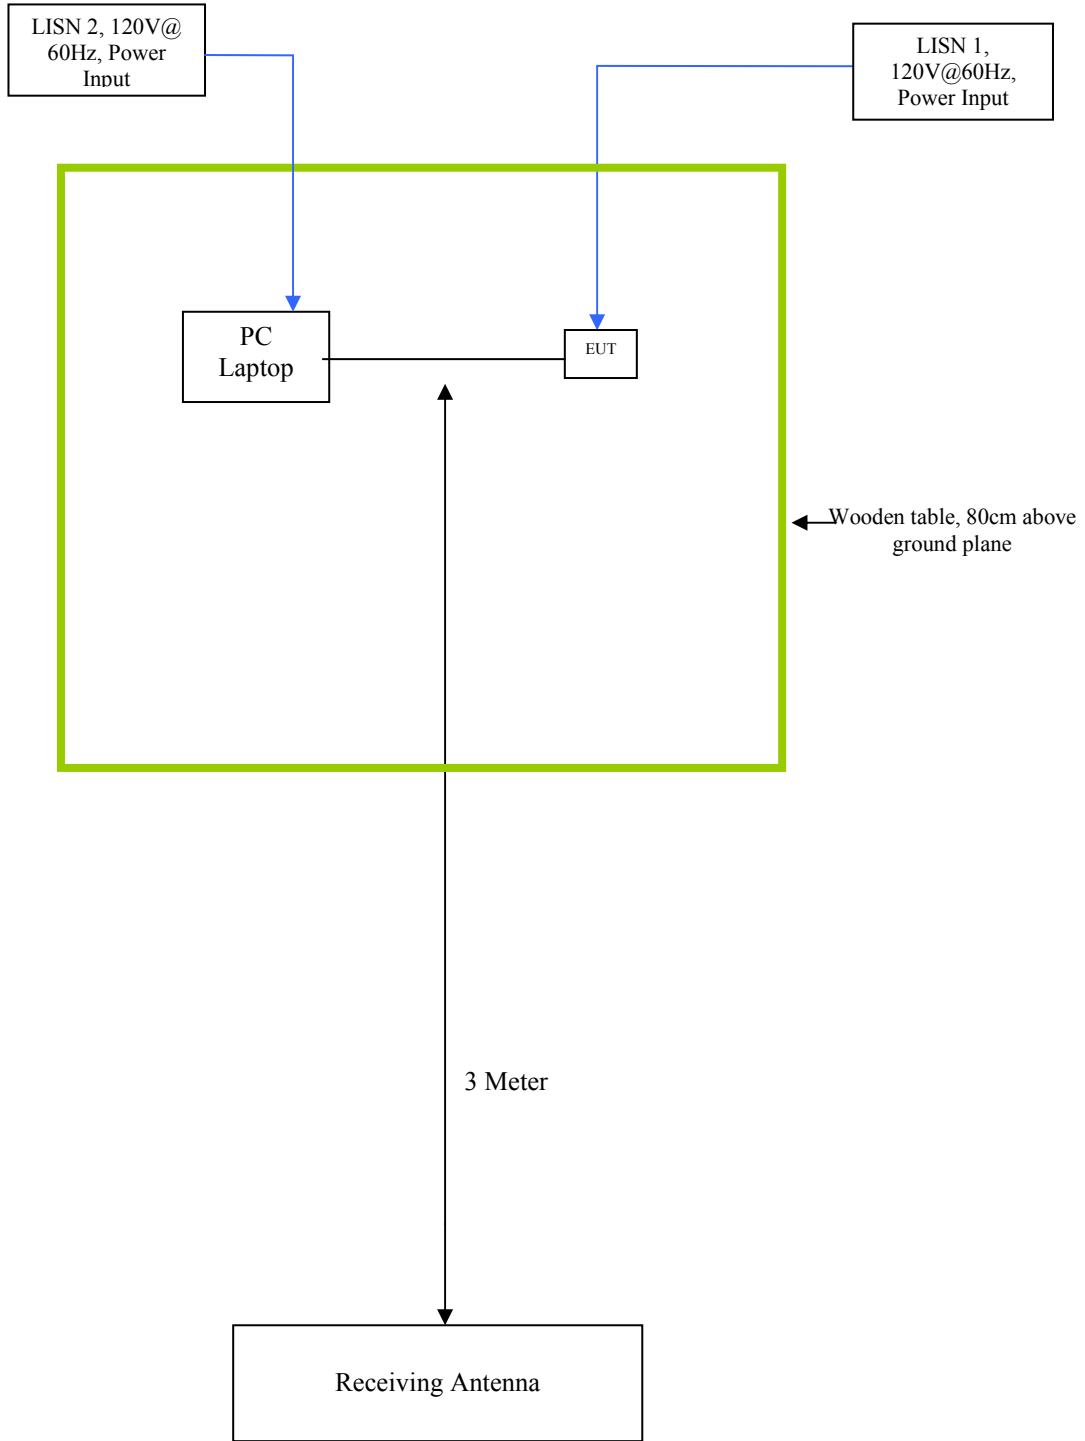 LISN 2, 120V@
60Hz, Power
Input
LISN 1,
120V@60Hz,
Power Input
PC
Laptop
EUT
Wooden table, 80cm above
ground plane
3 Meter
Receiving Antenna